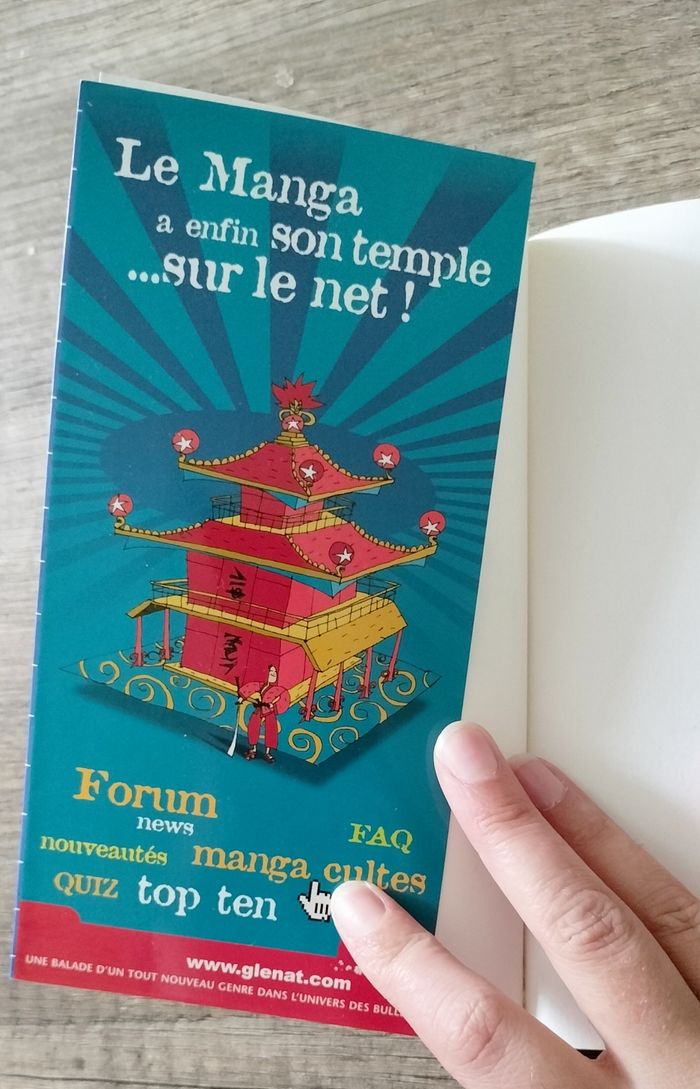 Le Manga
a enfin son temple
...sur le net !
Forum
news
FAQ
nouveautés
manga cultes
QUIZ
top ten
www.glenat.com
UNE BALADE D'UN TOUT NOUVEAU GENRE DANS L'UNIVERS DES